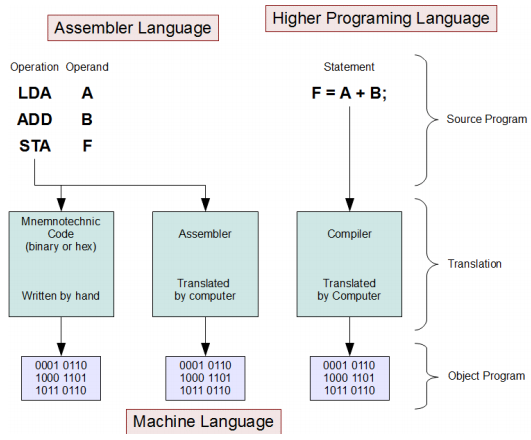 Assembler Language
Higher Programing Language
Operation Operand
LDA A
ADD B
STA F
Statement
F = A + B;
Source Program
Mnemnotechnic
Code
(binary or hex)
Written by hand
Assembler
Translated
by computer
Compiler
Translated
by Computer
Translation
0001 0110
1000 1101
1011 0110
0001 0110
1000 1101
1011 0110
0001 0110
1000 1101
1011 0110
Object Program
Machine Language